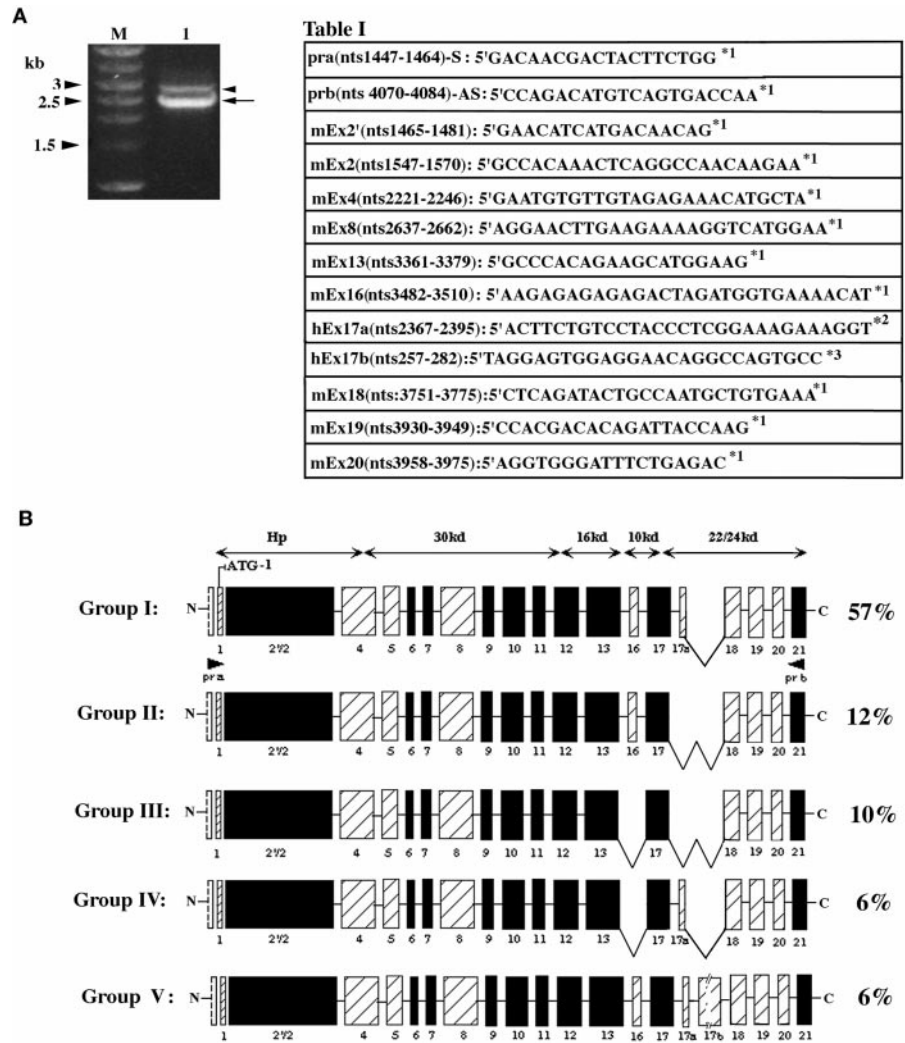 A
M 1
kb
3
2.5
1.5
Table I
pra(nts1447-1464)-S: 5'GACAACGACTACTTCTGG*1
prb(nts 4070-4084)-AS:5'CCAGACATGTCAGTGACCAA*1
mEx2'(nts1465-1481):5'GAACATCATGACAACAG*1
mEx2(nts1547-1570):5'GCCACAAACTCAGGCCAACAAGAA*1
mEx4(nts2221-2246):5'GAATGTGTTGTAGAGAAACATGCTA*1
mEx8(nts2637-2662):5'AGGAACTTGAAGAAAAGGTCATGGAA*1
mEx13(nts3361-3379):5'GCCCACAGAAGCATGGAAG*1
mEx16(nts3482-3510):5'AAGAGAGAGAGACTAGATGGTGAAAACAT*1
hEx17a(nts2367-2395):5'ACTTCTGTCCTACCCTCGGAAAGAAAGGT*2
hEx17b(nts257-282):5'TAGGAGTGGAGGAACAGGCCAGTGCC*3
mEx18(nts:3751-3775):5'CTCAGATACTGCCAATGCTGTGAAA*1
mEx19(nts3930-3949):5'CCACGACACAGATTACCAAG*1
mEx20(nts3958-3975):5'AGGTGGGATTTCTGAGAC*1
B
Hp 30kd 16kd 10kd 22/24kd
ATG-1
Group I: N C 57%
1 2'/2 4 5 6 7 8 9 10 11 12 13 16 17 17a 18 19 20 21
pr a pr b
Group II: N C 12%
1 2'/2 4 5 6 7 8 9 10 11 12 13 16 17 18 19 20 21
Group III: N C 10%
1 2'/2 4 5 6 7 8 9 10 11 12 13 17 18 19 20 21
Group IV: N C 6%
1 2'/2 4 5 6 7 8 9 10 11 12 13 17 17a 18 19 20 21
Group V: N C 6%
1 2'/2 4 5 6 7 8 9 10 11 12 13 16 17 17a 17b 18 19 20 21